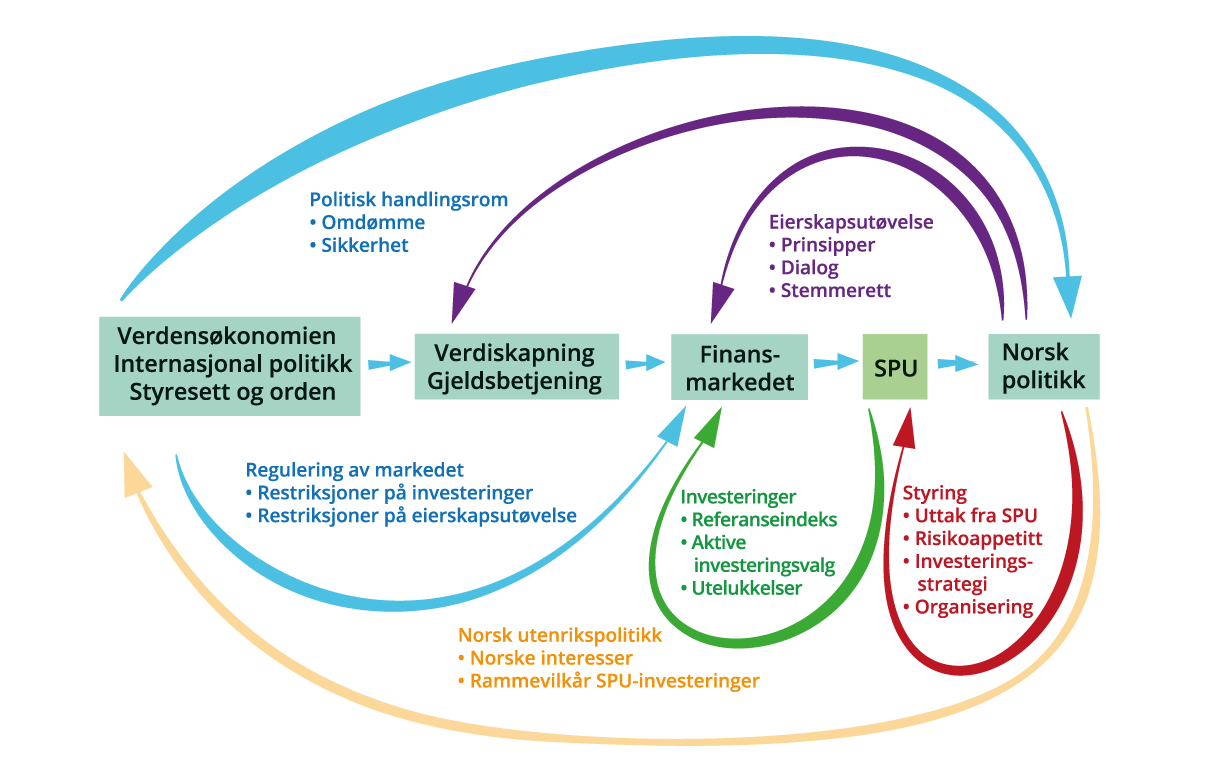 Politisk handlingsrom
• Omdømme
• Sikkerhet
Eierskapsutøvelse
• Prinsipper
• Dialog
• Stemmerett
Verdensøkonomien
Internasjonal politikk
Styresett og orden
Verdiskapning
Gjeldsbetjening
Finans-
markedet
SPU
Norsk
politikk
Regulering av markedet
• Restriksjoner på investeringer
• Restriksjoner på eierskapsutøvelse
Investeringer
• Referanseindeks
• Aktive
investeringsvalg
• Utelukkelser
Styring
• Uttak fra SPU
• Risikoappetitt
• Investerings-
strategi
• Organisering
Norsk utenrikspolitikk
• Norske interesser
• Rammevilkår SPU-investeringer